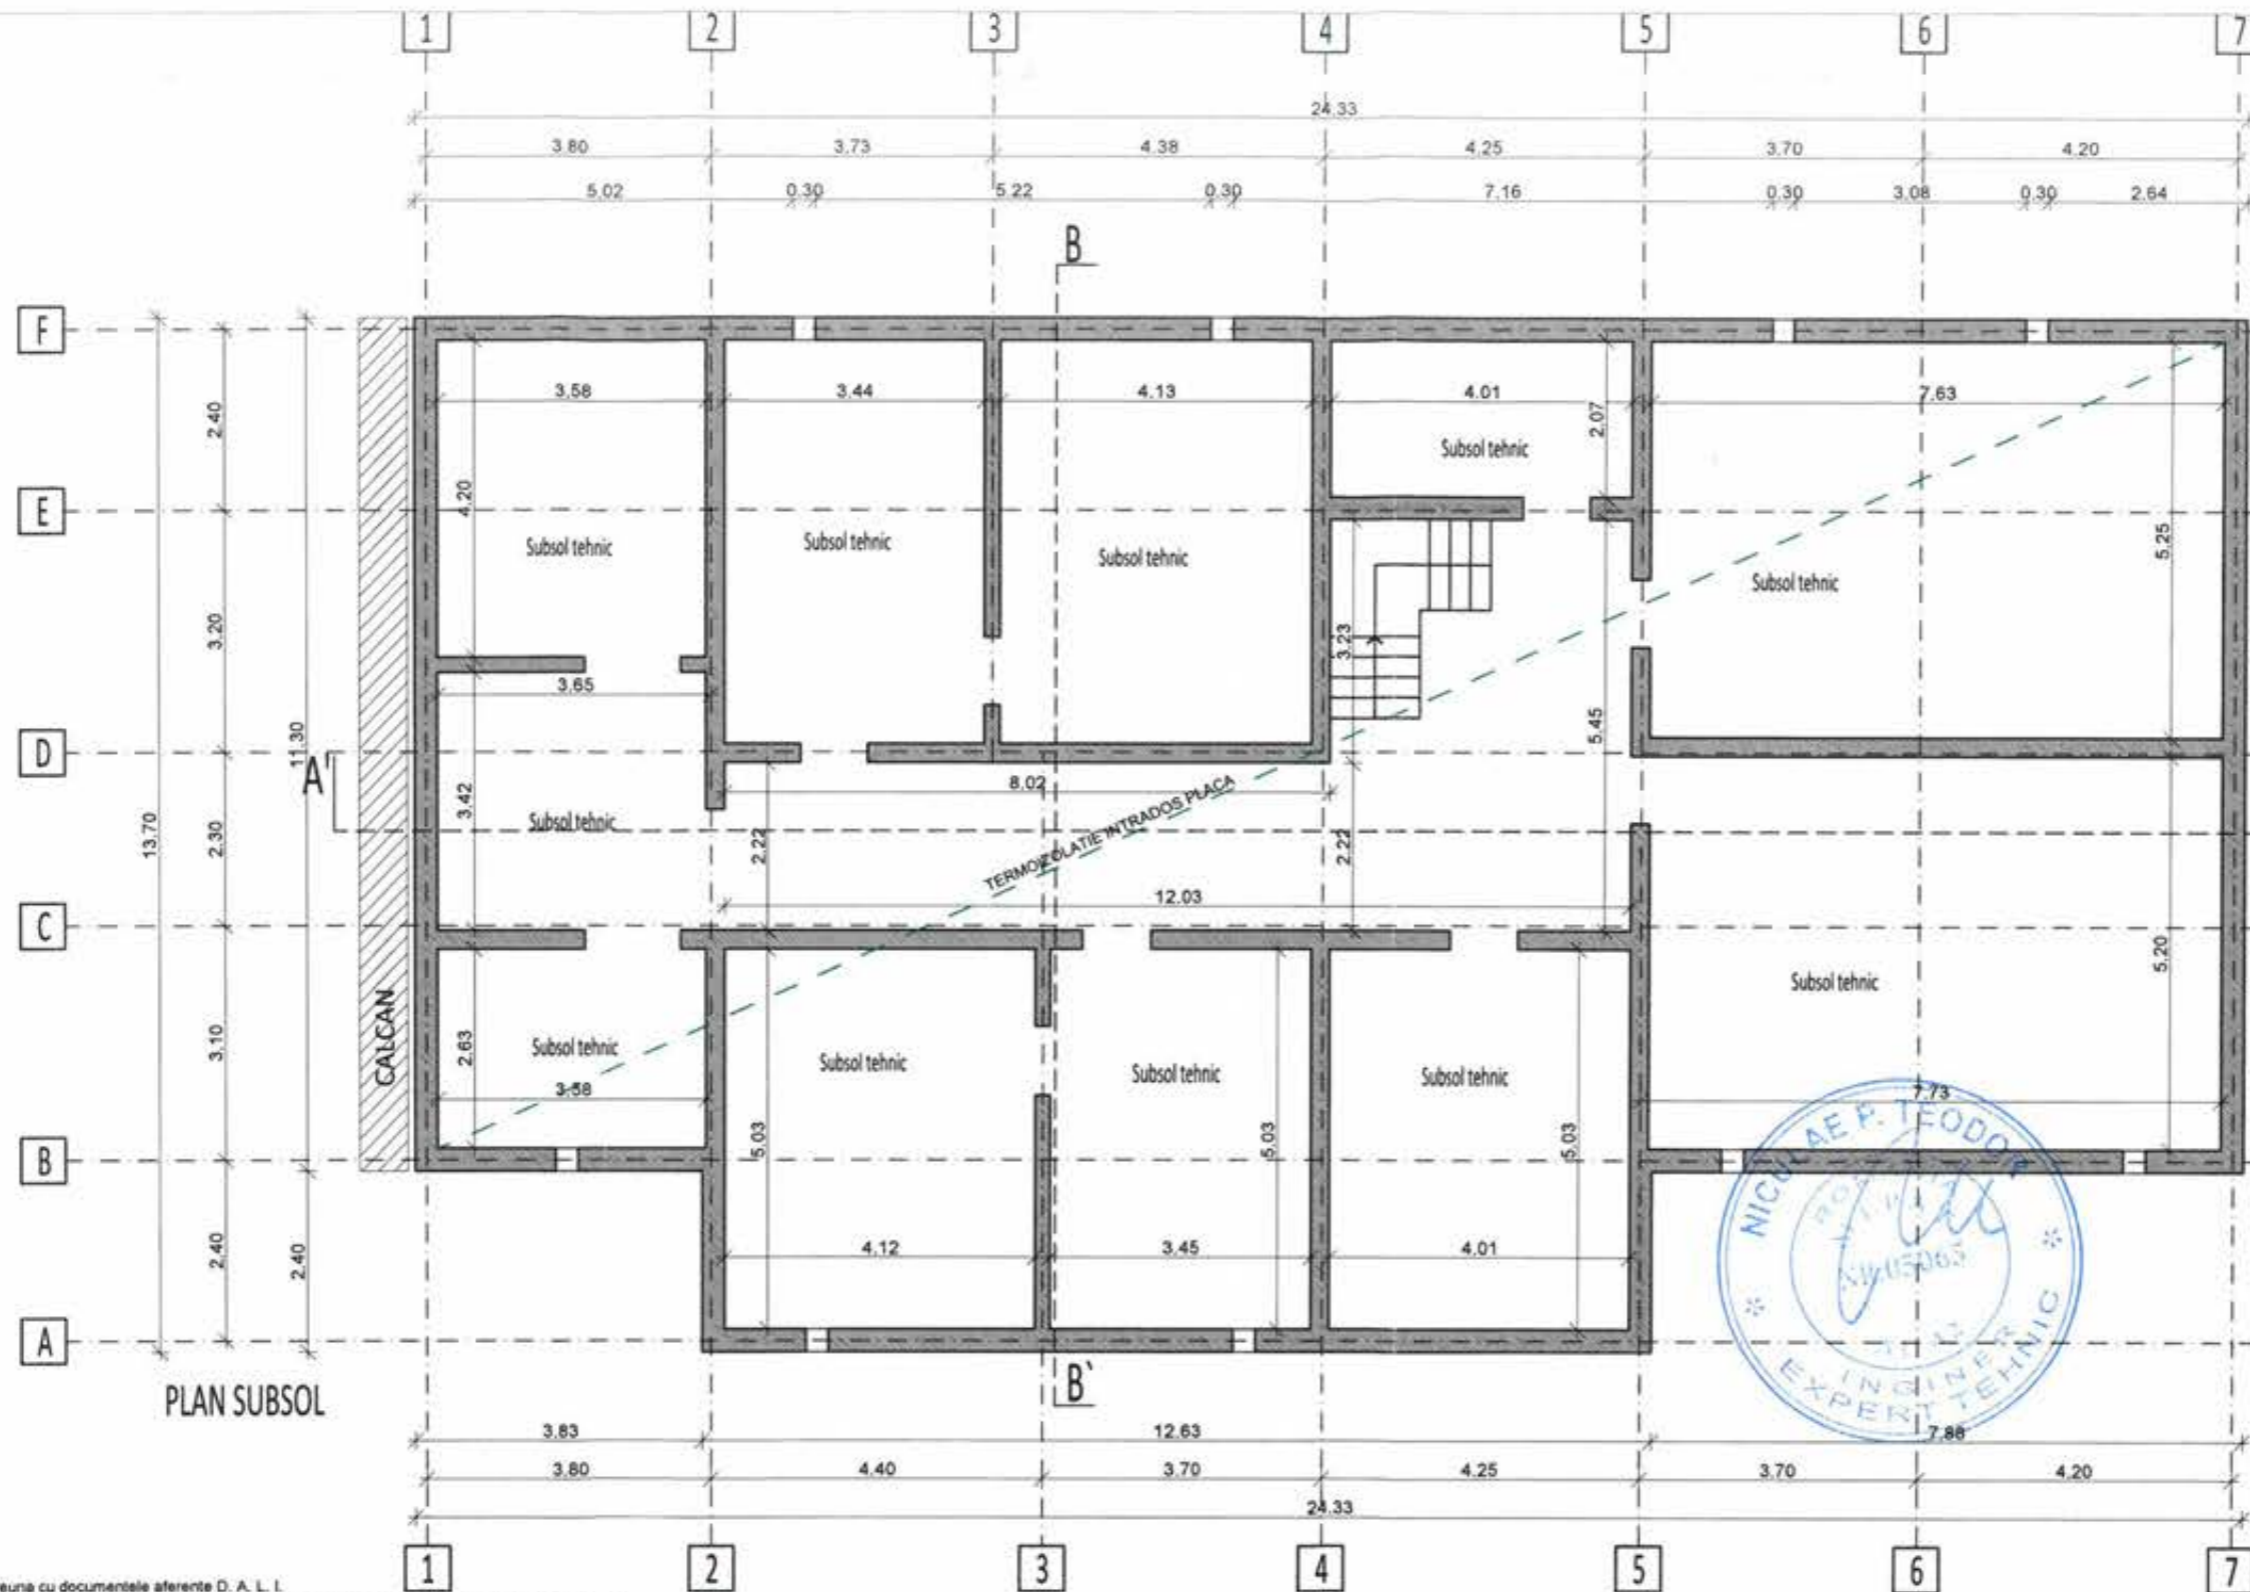 1 2 3 4 5 6 7
24.33
3.80 3.73 4.38 4.25 3.70 4.20
5.02 0.30 5.22 0.30 7.16 0.30 3.08 0.30 2.64
B
F
2.40
3.58 3.44 4.13 4.01 2.07 7.63
Subsol tehnic
E
4.20
Subsol tehnic
Subsol tehnic
Subsol tehnic
Subsol tehnic
5.25
3.20
3.23
3.65
5.45
11.30
D
A'
8.02
3.42
Subsol tehnic
13.70
2.30
2.22
TERMOIZOLATIE INTRADOS PLACA
2.22
12.03
C
5.20
Subsol tehnic
CALCAN
3.10
2.63
Subsol tehnic
3.58
Subsol tehnic
Subsol tehnic
Subsol tehnic
7.73
5.03
5.03
5.03
B
2.40
2.40
4.12 3.45 4.01
NICULAE P. TEODOR
INGINER
EXPERT TEHNIC
A
B`
PLAN SUBSOL
3.83 12.63 7.88
3.80 4.40 3.70 4.25 3.70 4.20
24.33
1 2 3 4 5 6 7
cu documentele aferente D. A. L. I.